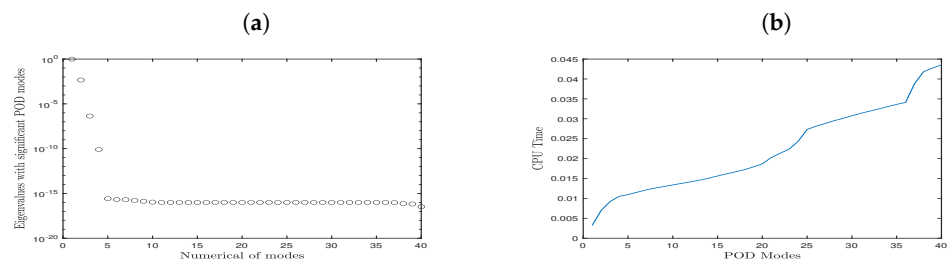 (a)
Eigenvalues with significant POD modes
10^0
10^-5
10^-10
10^-15
10^-20
0 5 10 15 20 25 30 35 40
Numerical of modes
(b)
CPU Time
0.045
0.04
0.035
0.03
0.025
0.02
0.015
0.01
0.005
0
0 5 10 15 20 25 30 35 40
POD Modes